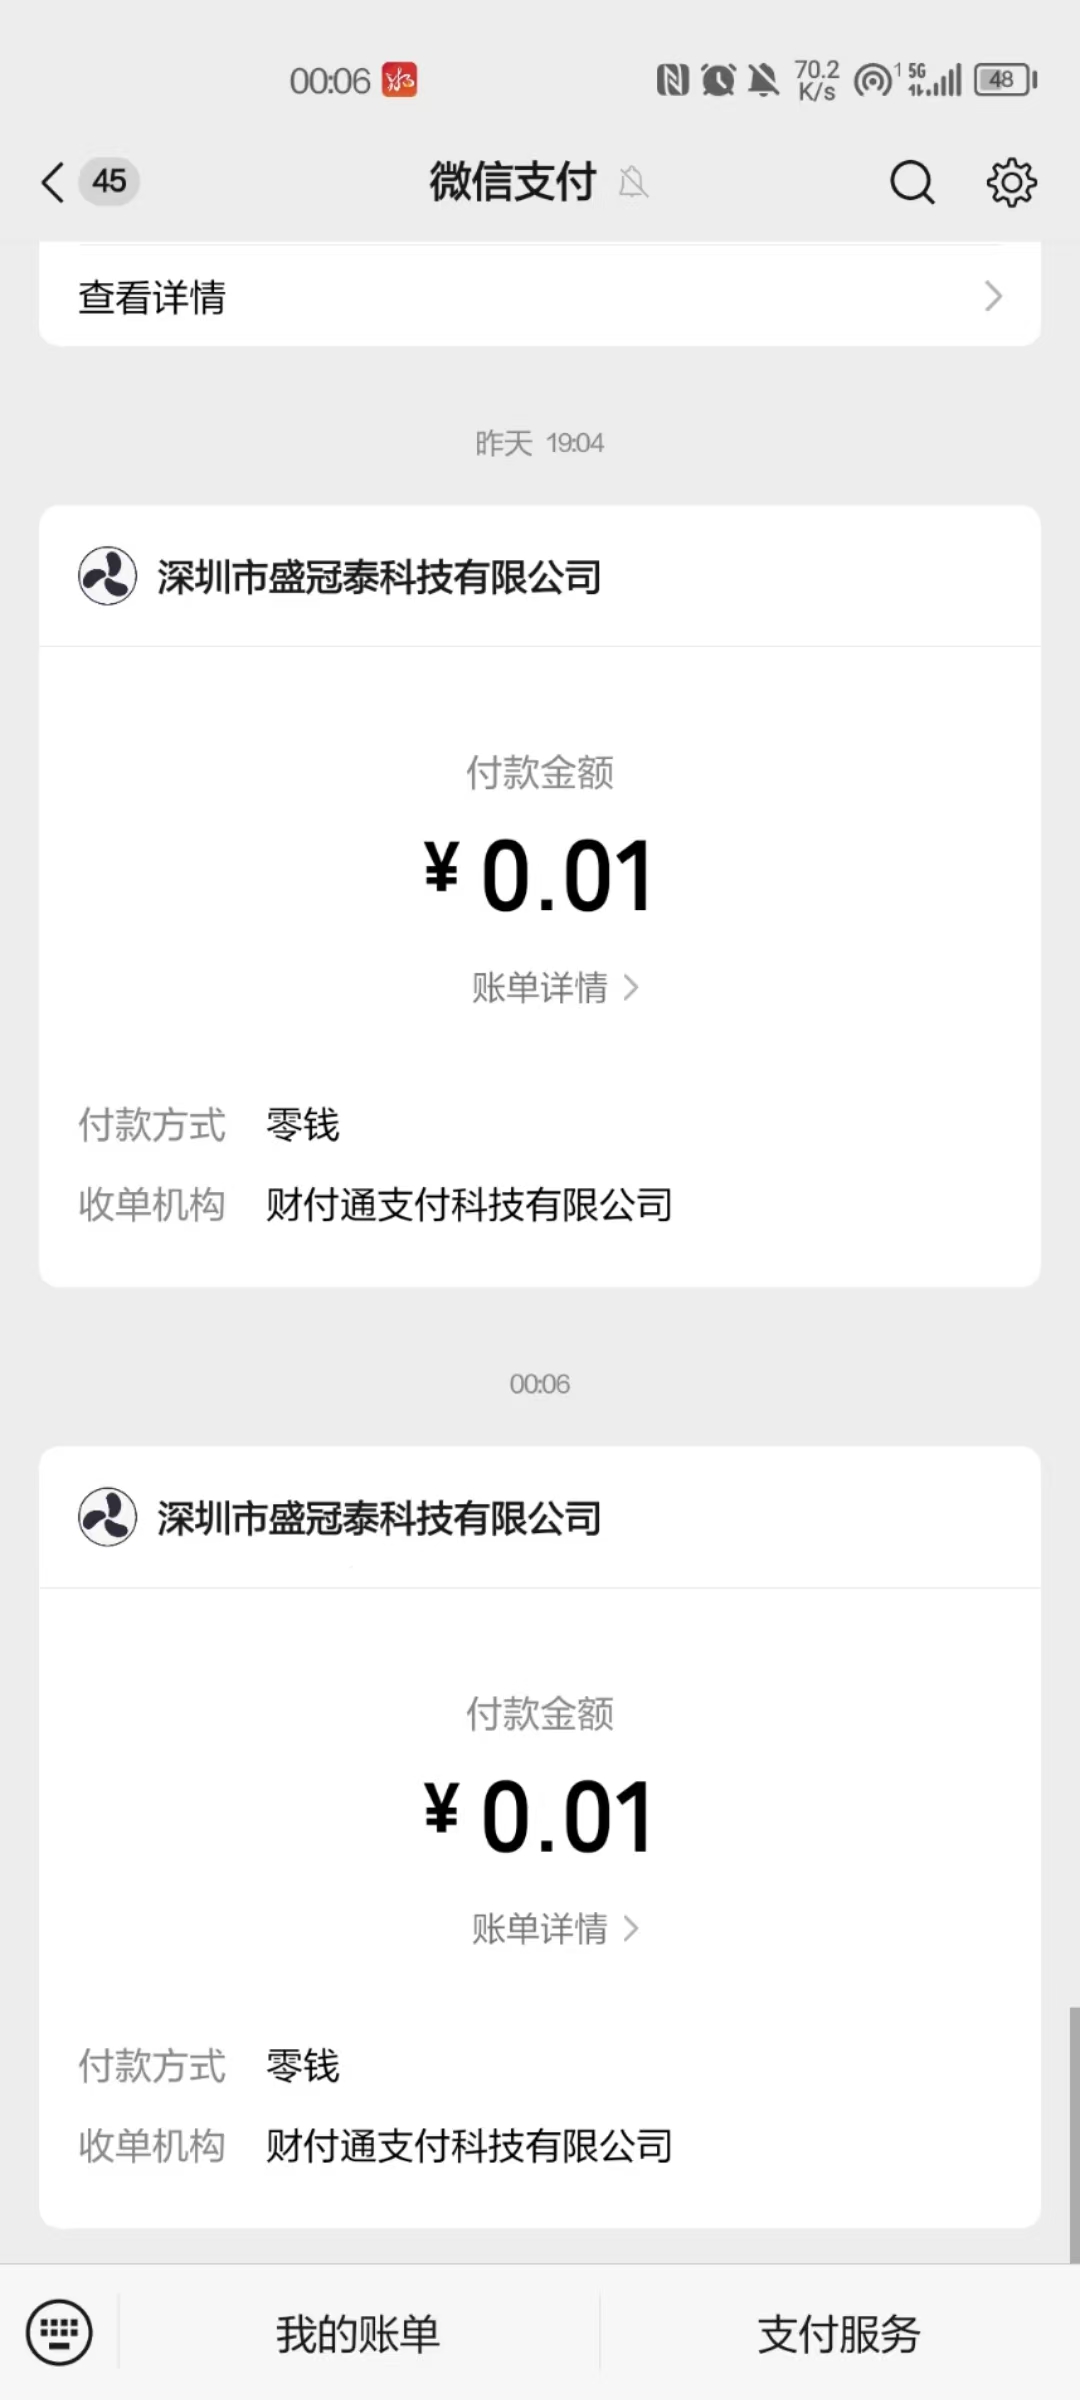 00:06
70.2 K/s
1 5G
48
45
微信支付
查看详情
昨天 19:04
深圳市盛冠泰科技有限公司
付款金额
¥0.01
账单详情
付款方式 零钱
收单机构 财付通支付科技有限公司
00:06
深圳市盛冠泰科技有限公司
付款金额
¥0.01
账单详情
付款方式 零钱
收单机构 财付通支付科技有限公司
我的账单
支付服务